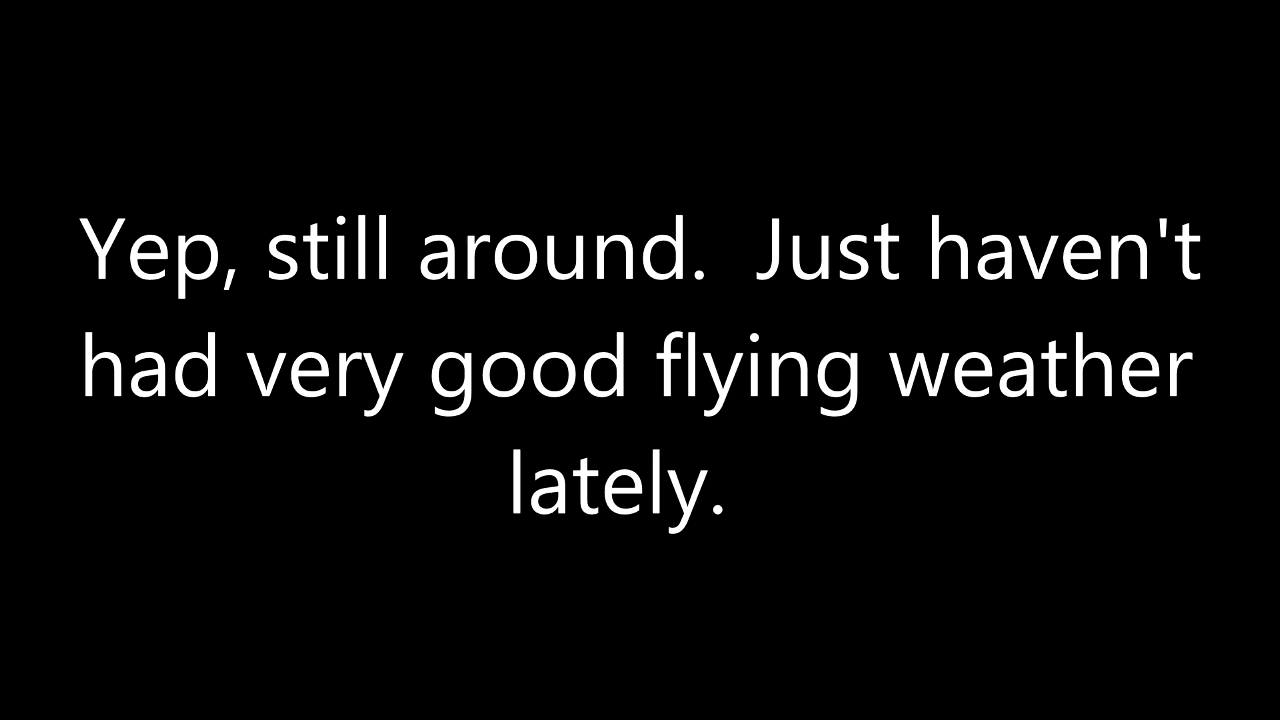 Yep, still around.  Just haven't
had very good flying weather
lately.